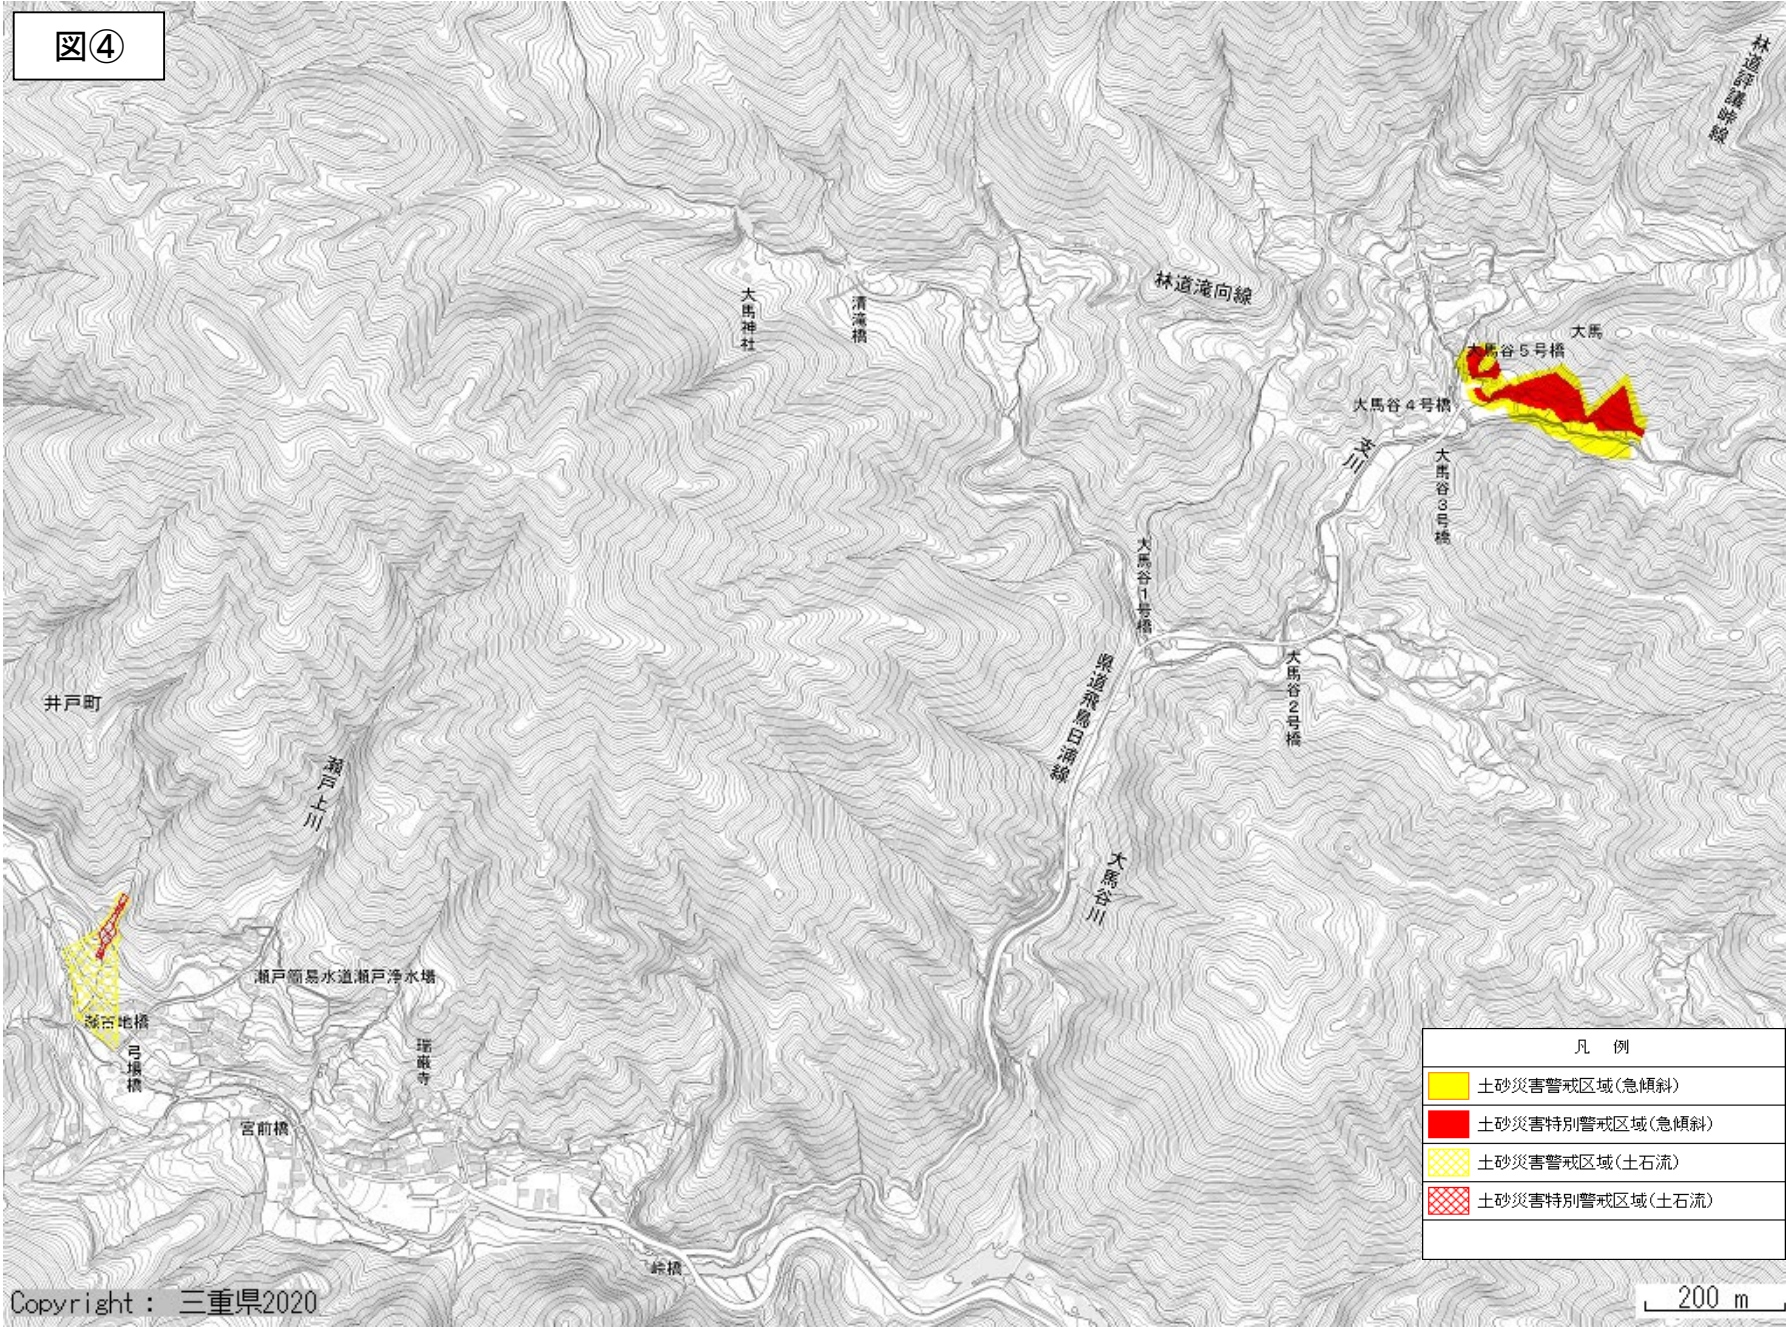 図④
林道評議峠線
林道滝向線
大馬神社
清滝橋
大馬
大馬谷5号橋
大馬谷4号橋
支川
大馬谷3号橋
大馬谷1号橋
大馬谷2号橋
県道飛鳥日浦線
井戸町
瀬戸上川
大馬谷川
瀬戸簡易水道瀬戸浄水場
瀬古地橋
弓場橋
瑞巌寺
宮前橋
凡 例
土砂災害警戒区域(急傾斜)
土砂災害特別警戒区域(急傾斜)
土砂災害警戒区域(土石流)
土砂災害特別警戒区域(土石流)
Copyright : 三重県2020
200 m